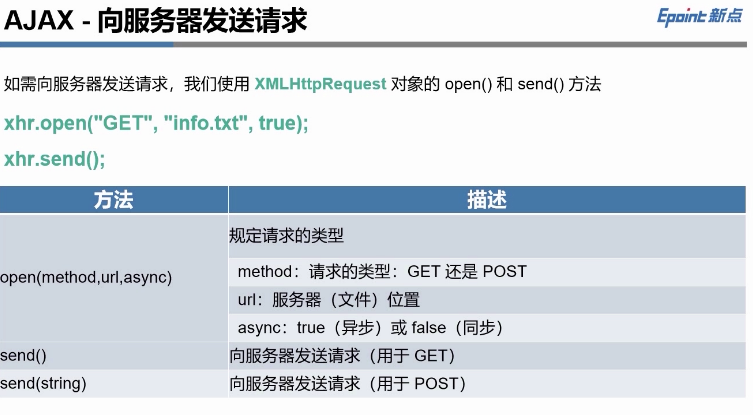 AJAX - 向服务器发送请求
Epoint 新点
如需向服务器发送请求，我们使用 XMLHttpRequest 对象的 open() 和 send() 方法
xhr.open("GET", "info.txt", true);
xhr.send();
方法 描述
规定请求的类型
open(method,url,async)
method：请求的类型：GET 还是 POST
url：服务器（文件）位置
async：true（异步）或 false（同步）
send() 向服务器发送请求（用于 GET）
send(string) 向服务器发送请求（用于 POST）